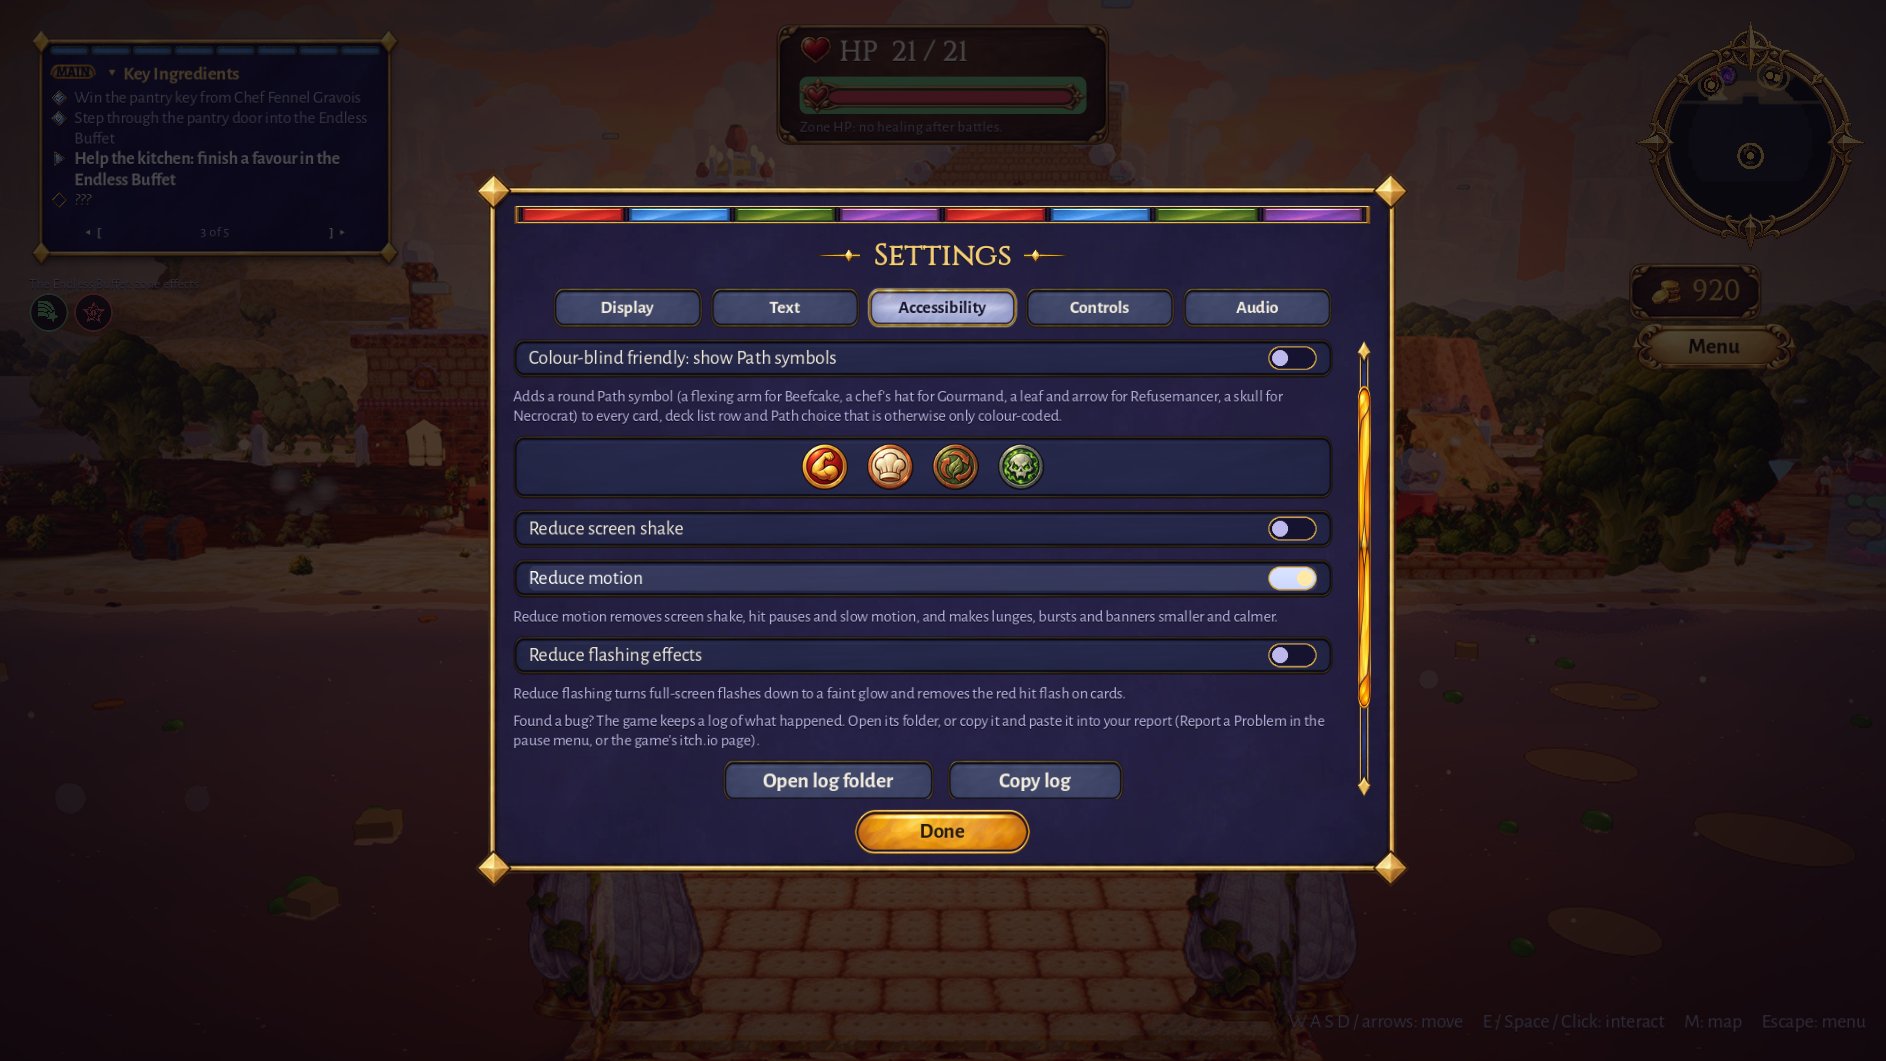 MAIN ▼ Key Ingredients
Win the pantry key from Chef Fennel Gravois
Step through the pantry door into the Endless
Buffet
Help the kitchen: finish a favour in the
Endless Buffet
???
[ 3 of 5 ]
The Endless Buffet: zone effects
HP 21 / 21
Zone HP: no healing after battles.
920
Menu
SETTINGS
Display
Text
Accessibility
Controls
Audio
Colour-blind friendly: show Path symbols
Adds a round Path symbol (a flexing arm for Beefcake, a chef's hat for Gourmand, a leaf and arrow for Refusemancer, a skull for
Necrocrat) to every card, deck list row and Path choice that is otherwise only colour-coded.
Reduce screen shake
Reduce motion
Reduce motion removes screen shake, hit pauses and slow motion, and makes lunges, bursts and banners smaller and calmer.
Reduce flashing effects
Reduce flashing turns full-screen flashes down to a faint glow and removes the red hit flash on cards.
Found a bug? The game keeps a log of what happened. Open its folder, or copy it and paste it into your report (Report a Problem in the
pause menu, or the game's itch.io page).
Open log folder
Copy log
Done
W A S D / arrows: move E / Space / Click: interact M: map Escape: menu